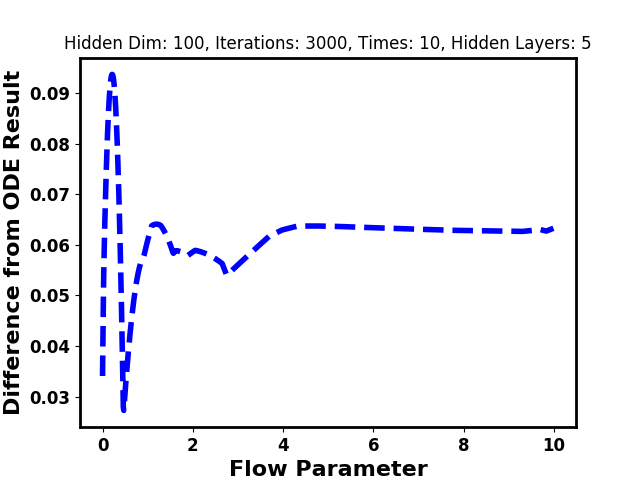 Hidden Dim: 100, Iterations: 3000, Times: 10, Hidden Layers: 5
Difference from ODE Result
0.09
0.08
0.07
0.06
0.05
0.04
0.03
0 2 4 6 8 10
Flow Parameter